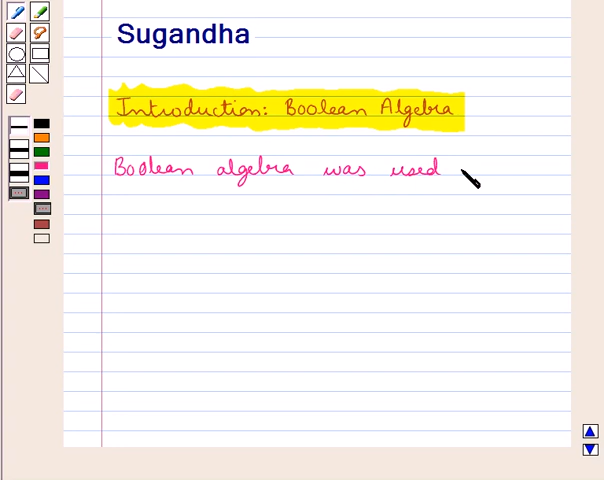 Sugandha
Introduction: Boolean Algebra
Boolean algebra was used